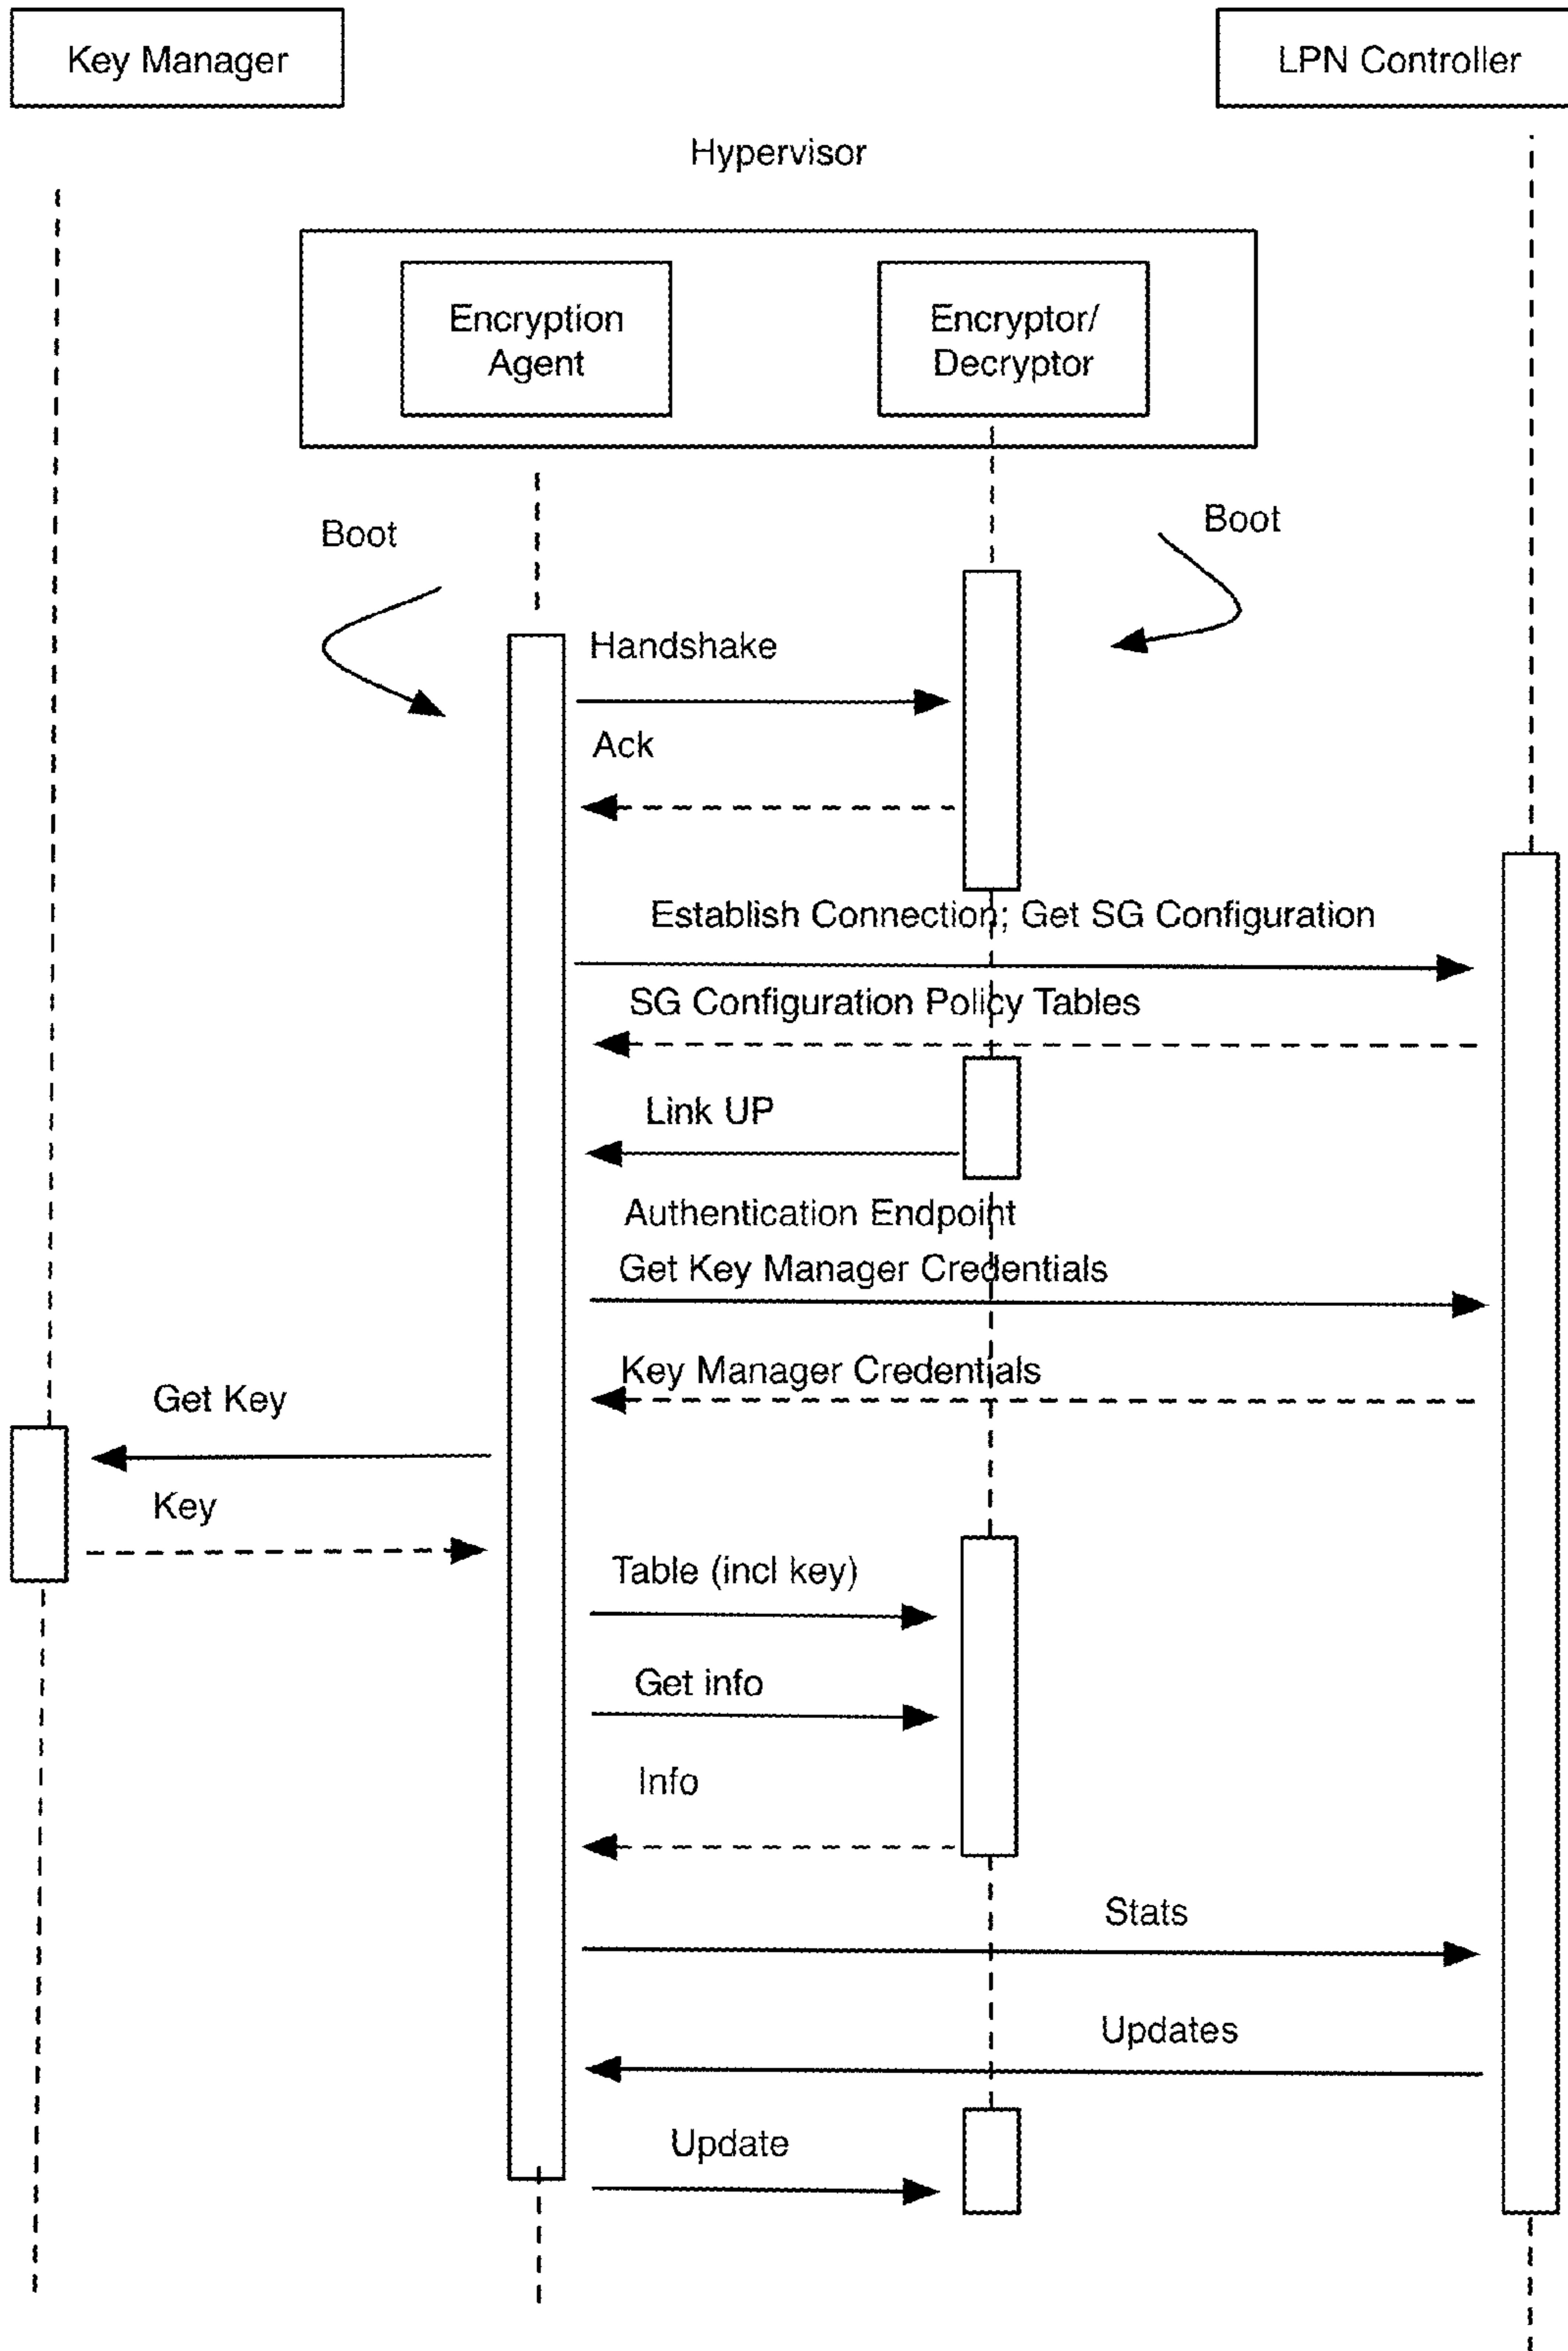 Key Manager
LPN Controller
Hypervisor
Encryption
Agent
Encryptor/
Decryptor
Boot
Boot
Handshake
Ack
Establish Connection; Get SG Configuration
SG Configuration Policy Tables
Link UP
Authentication Endpoint
Get Key Manager Credentials
Key Manager Credentials
Get Key
Key
Table (incl key)
Get info
Info
Stats
Updates
Update